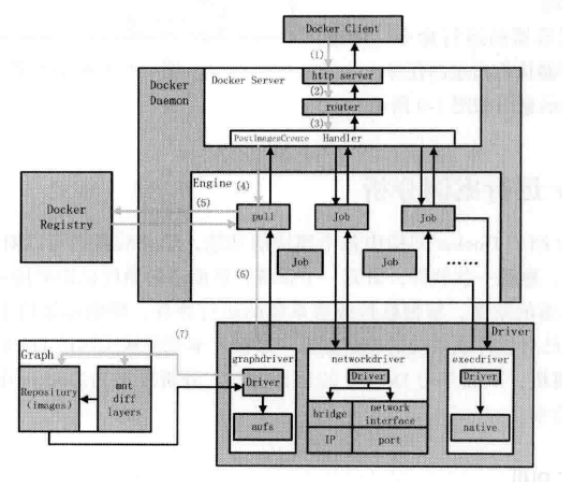 Docker Client
(1)
http server
Docker Server
Docker Daemon
(2)
router
(3)
PostImagesCreate Handler
Engine
(4)
(5)
Docker Registry
pull
Job
Job
Job
Job
......
(6)
Driver
(7)
Graph
Repository (images)
mnt diff layers
graphdriver
Driver
aufs
networkdriver
Driver
bridge
network interface
IP
port
execdriver
Driver
native